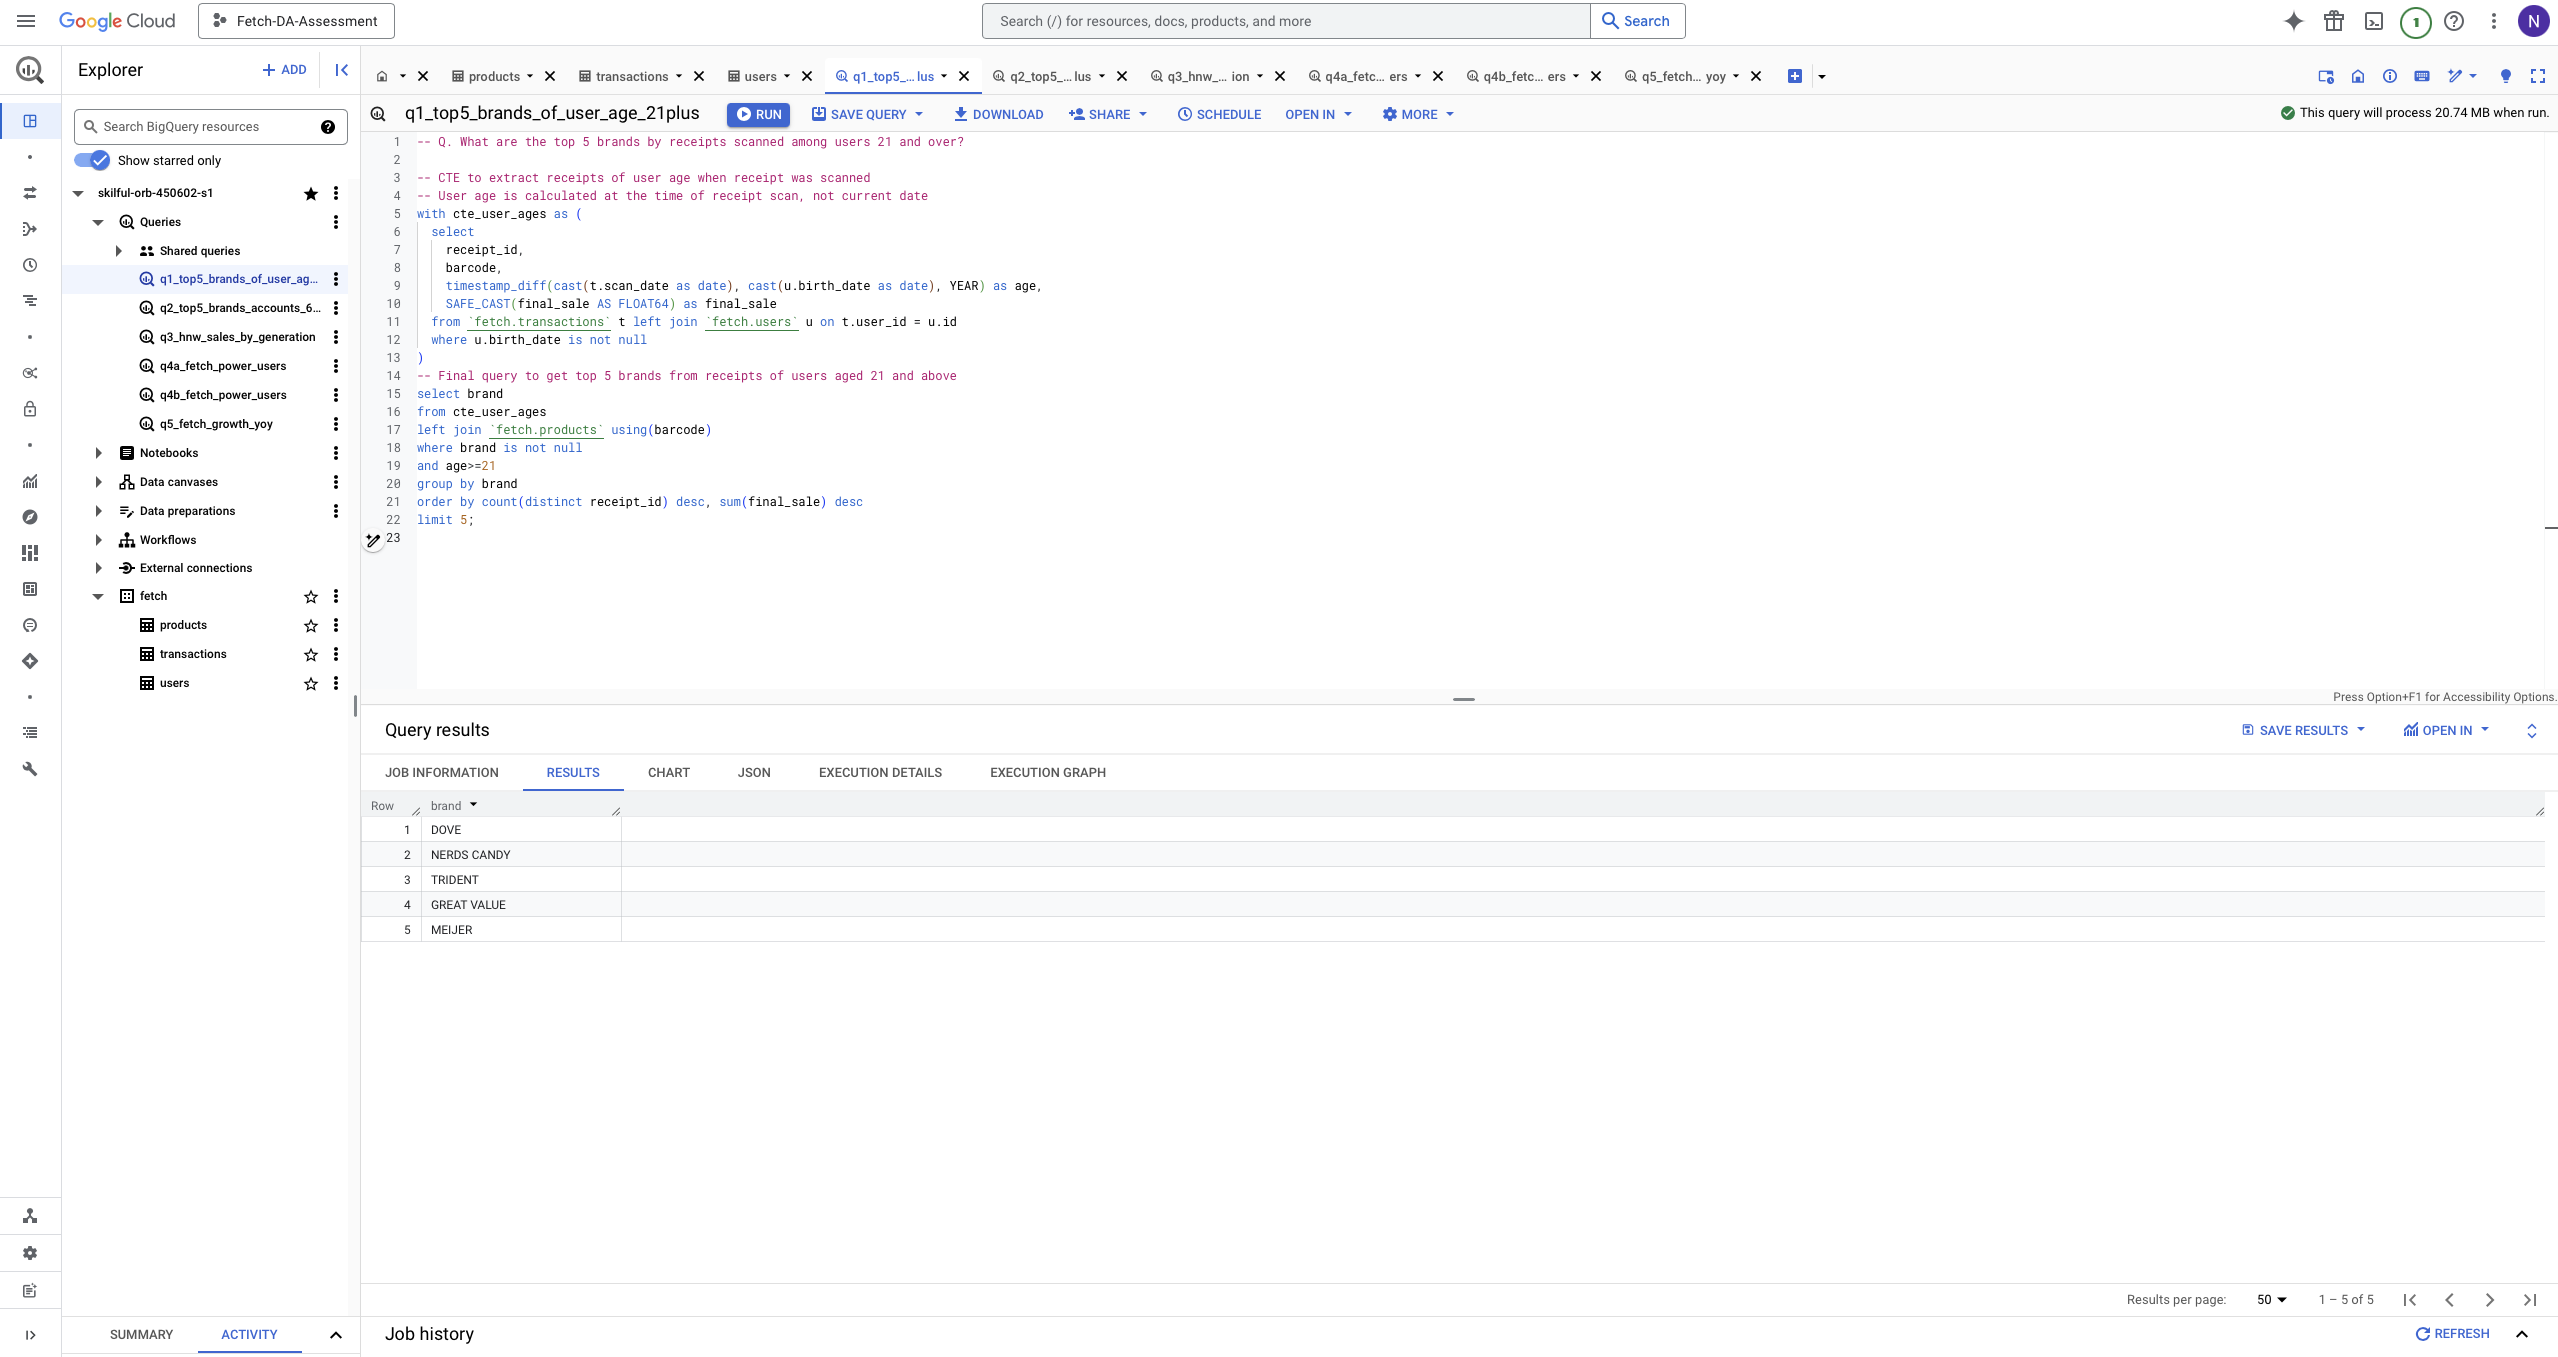 Google Cloud
Fetch-DA-Assessment
Search (/) for resources, docs, products, and more
Search
1
N
Explorer
+ ADD
Search BigQuery resources
Show starred only
skilful-orb-450602-s1
Queries
Shared queries
q1_top5_brands_of_user_ag...
q2_top5_brands_accounts_6...
q3_hnw_sales_by_generation
q4a_fetch_power_users
q4b_fetch_power_users
q5_fetch_growth_yoy
Notebooks
Data canvases
Data preparations
Workflows
External connections
fetch
products
transactions
users
SUMMARY
ACTIVITY
products
transactions
users
q1_top5_... lus
q2_top5_... lus
q3_hnw_... ion
q4a_fetc... ers
q4b_fetc... ers
q5_fetch... yoy
q1_top5_brands_of_user_age_21plus
RUN
SAVE QUERY
DOWNLOAD
SHARE
SCHEDULE
OPEN IN
MORE
This query will process 20.74 MB when run.
1 -- Q. What are the top 5 brands by receipts scanned among users 21 and over?
2
3 -- CTE to extract receipts of user age when receipt was scanned
4 -- User age is calculated at the time of receipt scan, not current date
5 with cte_user_ages as (
6 select
7 receipt_id,
8 barcode,
9 timestamp_diff(cast(t.scan_date as date), cast(u.birth_date as date), YEAR) as age,
10 SAFE_CAST(final_sale AS FLOAT64) as final_sale
11 from `fetch.transactions` t left join `fetch.users` u on t.user_id = u.id
12 where u.birth_date is not null
13 )
14 -- Final query to get top 5 brands from receipts of users aged 21 and above
15 select brand
16 from cte_user_ages
17 left join `fetch.products` using(barcode)
18 where brand is not null
19 and age>=21
20 group by brand
21 order by count(distinct receipt_id) desc, sum(final_sale) desc
22 limit 5;
23
Press Option+F1 for Accessibility Options.
Query results
SAVE RESULTS
OPEN IN
JOB INFORMATION
RESULTS
CHART
JSON
EXECUTION DETAILS
EXECUTION GRAPH
Row brand
1 DOVE
2 NERDS CANDY
3 TRIDENT
4 GREAT VALUE
5 MEIJER
Results per page: 50 1 – 5 of 5
Job history
REFRESH